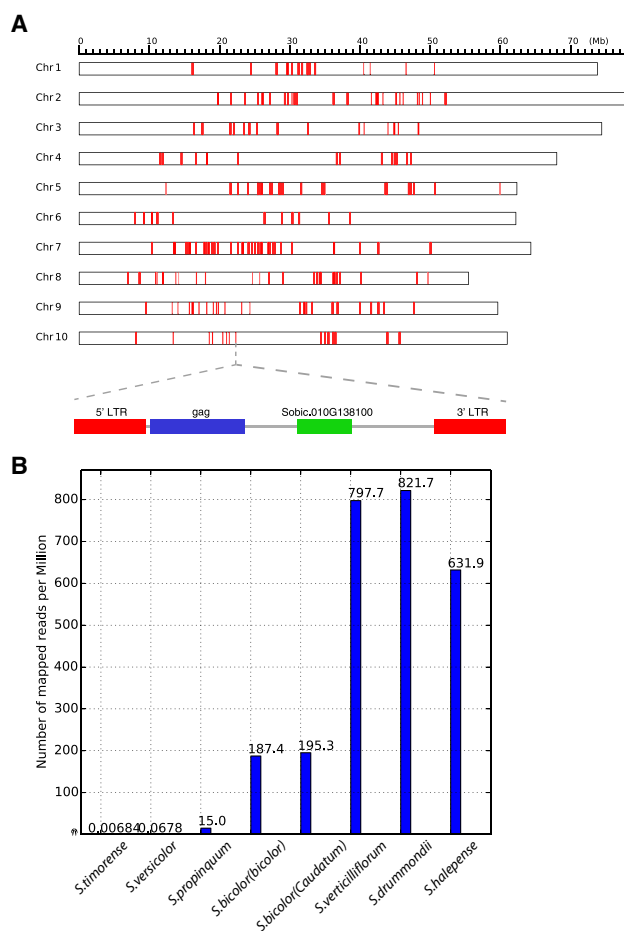 A
0 10 20 30 40 50 60 70 (Mb)
Chr 1
Chr 2
Chr 3
Chr 4
Chr 5
Chr 6
Chr 7
Chr 8
Chr 9
Chr 10
5' LTR gag Sobic.010G138100 3' LTR
B
Number of mapped reads per Million
800
700
600
500
400
300
200
100
0.00684 0.0678 15.0 187.4 195.3 797.7 821.7 631.9
S.timorense
S.versicolor
S.propinquum
S.bicolor(bicolor)
S.bicolor(Caudatum)
S.verticilliflorum
S.drummondii
S.halepense